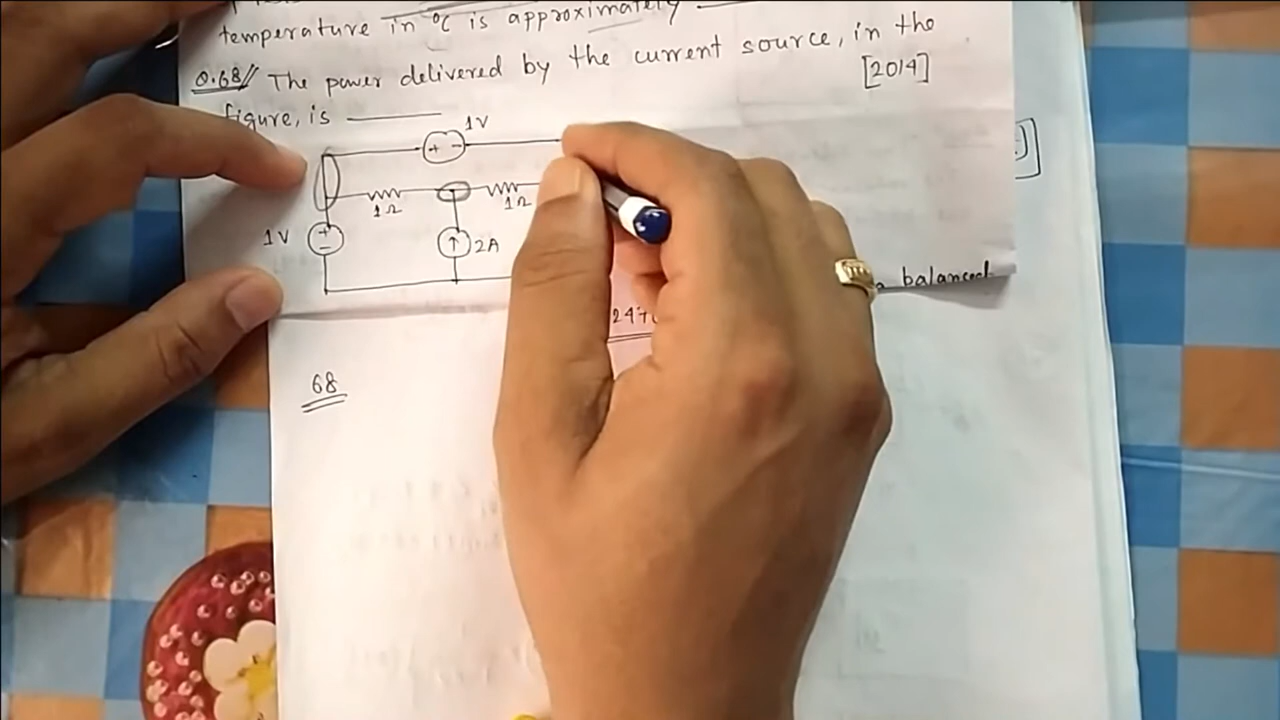 temperature in °c is approximately
Q.68// The power delivered by the current source, in the
figure, is [2014]
1V
+ -
1Ω 1Ω
1V + - ↑ 2A
balanced
68